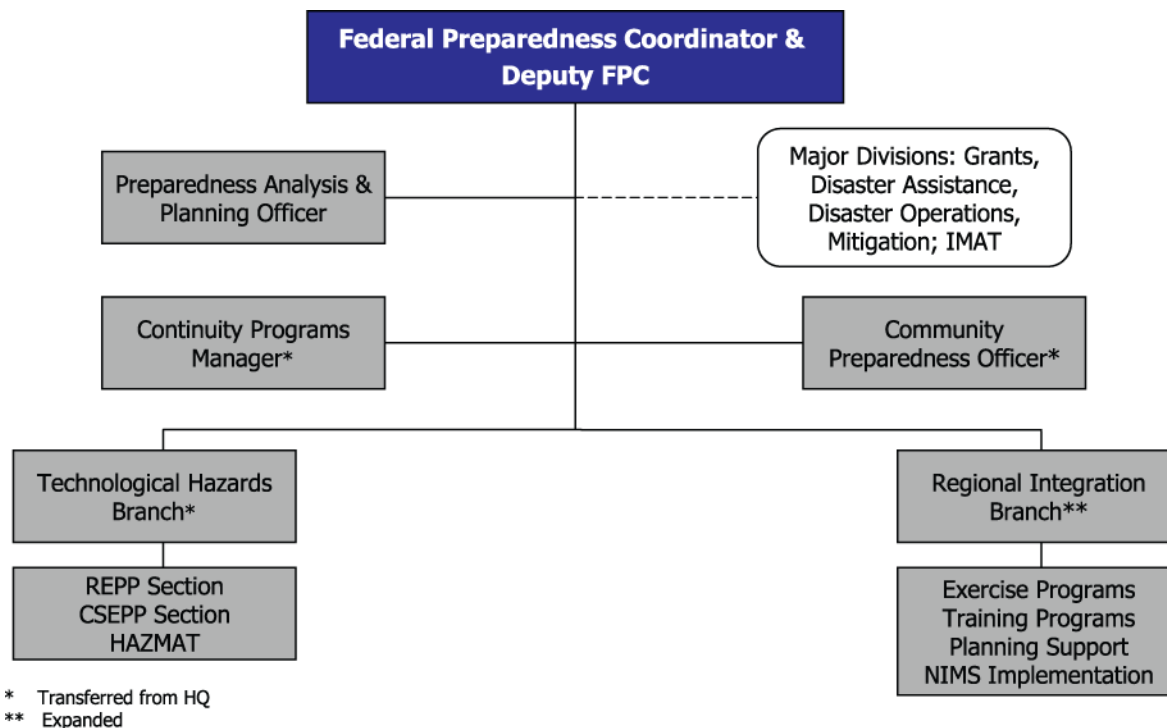 Federal Preparedness Coordinator &
Deputy FPC
Preparedness Analysis &
Planning Officer
Major Divisions: Grants,
Disaster Assistance,
Disaster Operations,
Mitigation; IMAT
Continuity Programs
Manager*
Community
Preparedness Officer*
Technological Hazards
Branch*
Regional Integration
Branch**
REPP Section
CSEPP Section
HAZMAT
Exercise Programs
Training Programs
Planning Support
NIMS Implementation
* Transferred from HQ
** Expanded